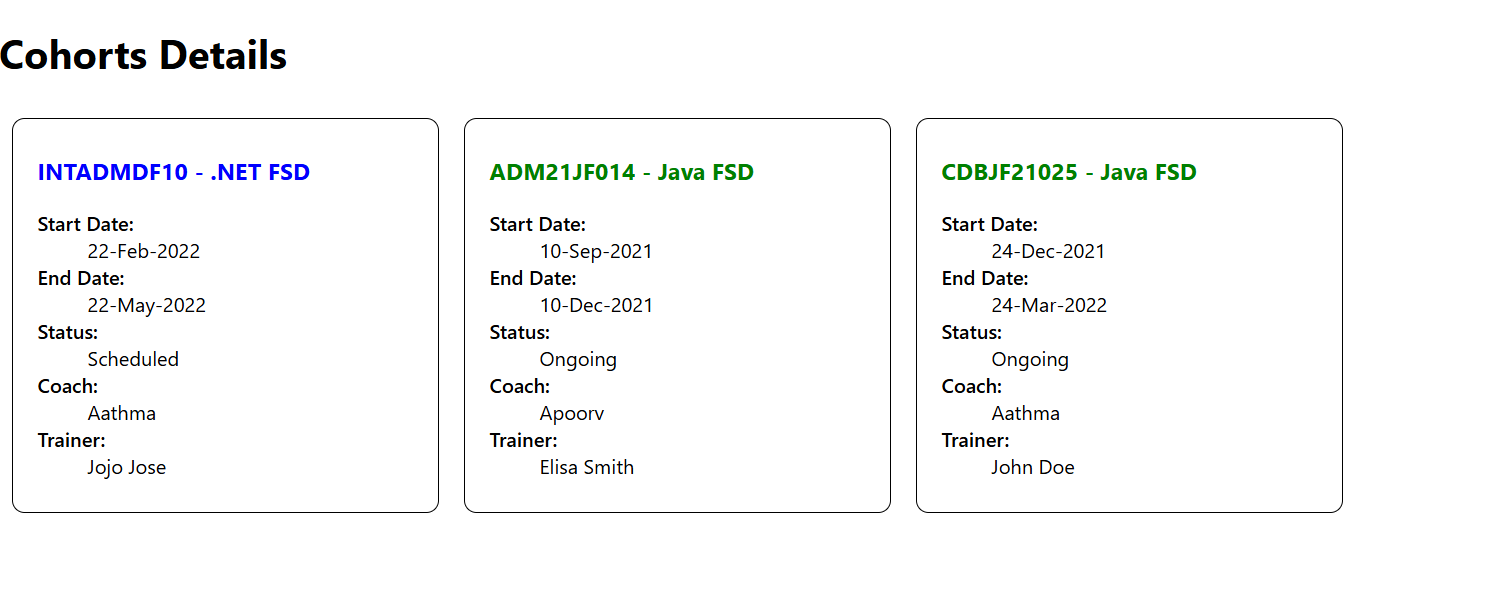 Cohorts Details
INTADMDF10 - .NET FSD
Start Date:
22-Feb-2022
End Date:
22-May-2022
Status:
Scheduled
Coach:
Aathma
Trainer:
Jojo Jose
ADM21JF014 - Java FSD
Start Date:
10-Sep-2021
End Date:
10-Dec-2021
Status:
Ongoing
Coach:
Apoorv
Trainer:
Elisa Smith
CDBJF21025 - Java FSD
Start Date:
24-Dec-2021
End Date:
24-Mar-2022
Status:
Ongoing
Coach:
Aathma
Trainer:
John Doe